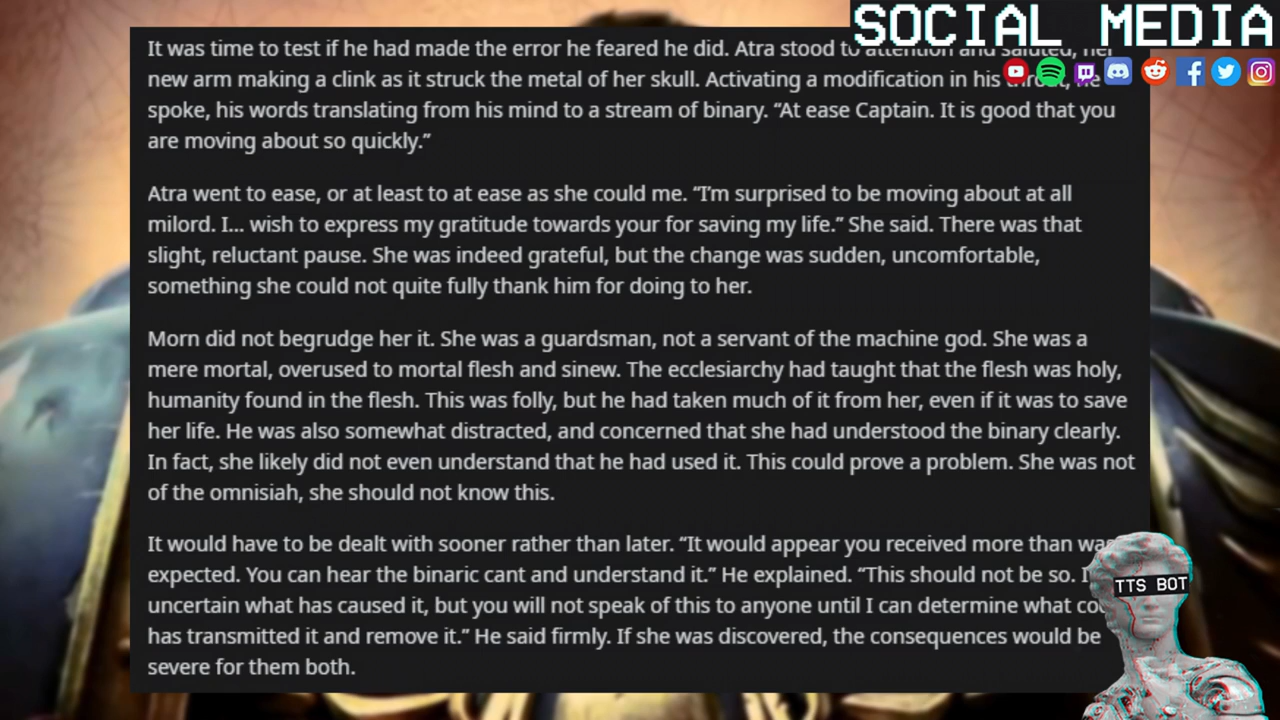 SOCIAL MEDIA
It was time to test if he had made the error he feared he did. Atra stood to attention and saluted, her
new arm making a clink as it struck the metal of her skull. Activating a modification in his throat, he
spoke, his words translating from his mind to a stream of binary. “At ease Captain. It is good that you
are moving about so quickly.”
Atra went to ease, or at least to at ease as she could me. “I’m surprised to be moving about at all
milord. I... wish to express my gratitude towards your for saving my life.” She said. There was that
slight, reluctant pause. She was indeed grateful, but the change was sudden, uncomfortable,
something she could not quite fully thank him for doing to her.
Morn did not begrudge her it. She was a guardsman, not a servant of the machine god. She was a
mere mortal, overused to mortal flesh and sinew. The ecclesiarchy had taught that the flesh was holy,
humanity found in the flesh. This was folly, but he had taken much of it from her, even if it was to save
her life. He was also somewhat distracted, and concerned that she had understood the binary clearly.
In fact, she likely did not even understand that he had used it. This could prove a problem. She was not
of the omnisiah, she should not know this.
It would have to be dealt with sooner rather than later. “It would appear you received more than was
expected. You can hear the binaric cant and understand it.” He explained. “This should not be so.
uncertain what has caused it, but you will not speak of this to anyone until I can determine what
has transmitted it and remove it.” He said firmly. If she was discovered, the consequences would be
severe for them both.
TTS BOT